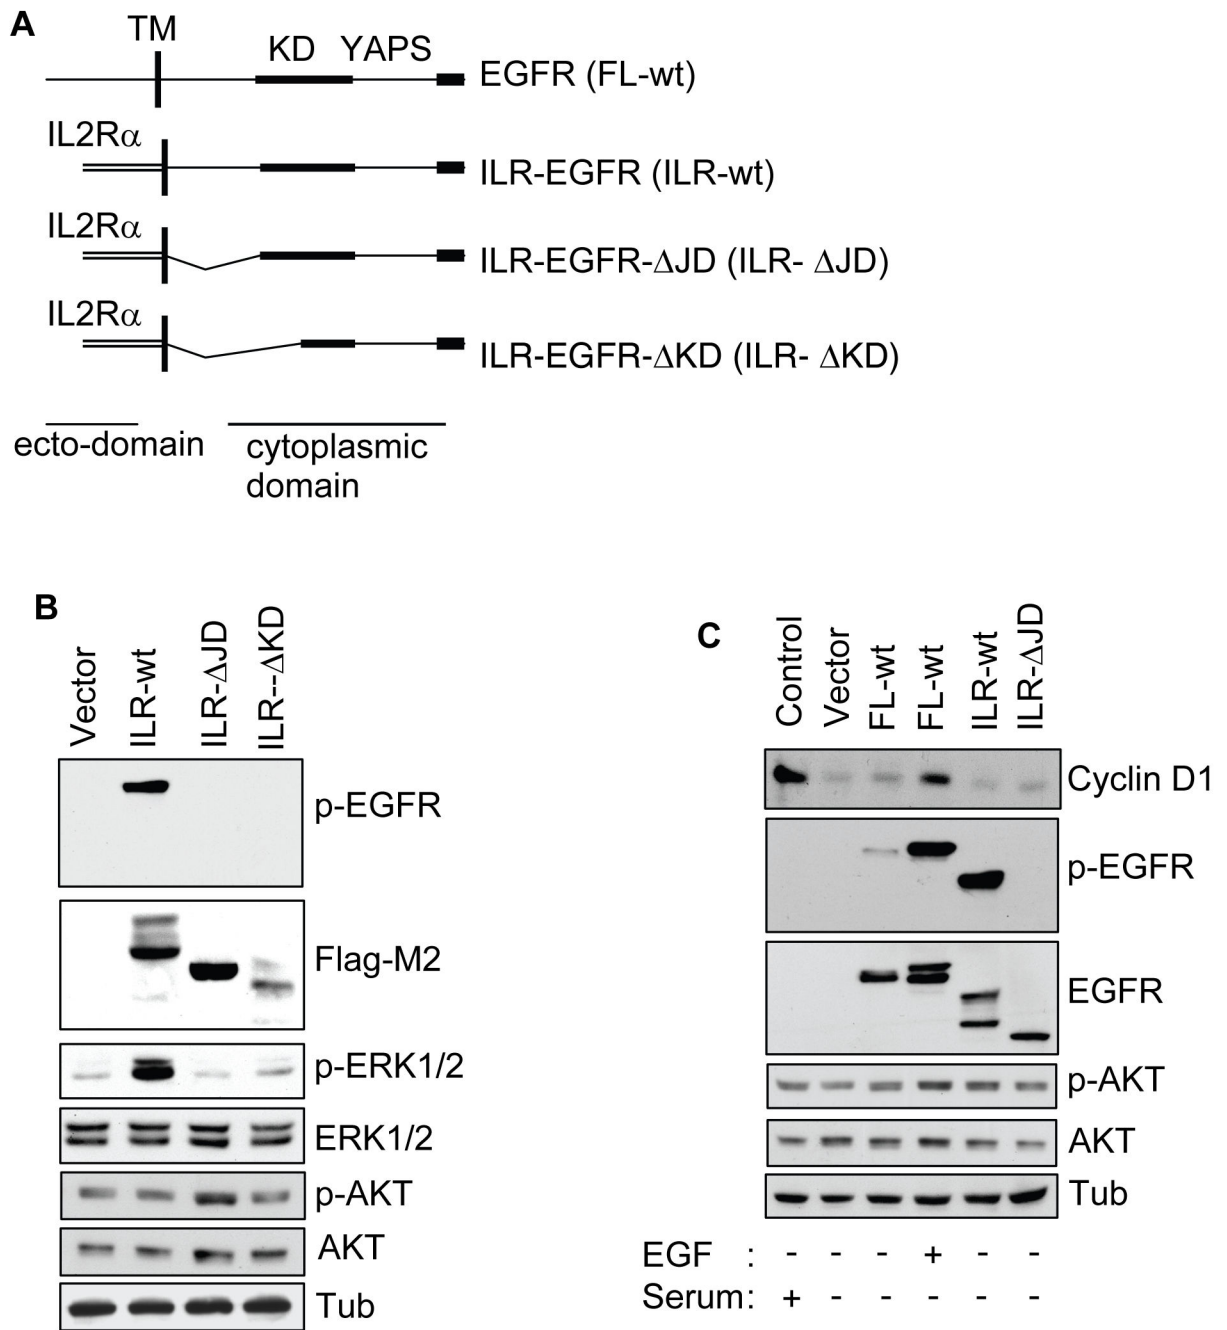 A
TM
KD YAPS
EGFR (FL-wt)
IL2Rα
ILR-EGFR (ILR-wt)
IL2Rα
ILR-EGFR-ΔJD (ILR- ΔJD)
IL2Rα
ILR-EGFR-ΔKD (ILR- ΔKD)
ecto-domain
cytoplasmic
domain
B
Vector
ILR-wt
ILR-ΔJD
ILR--ΔKD
p-EGFR
Flag-M2
p-ERK1/2
ERK1/2
p-AKT
AKT
Tub
C
Control
Vector
FL-wt
FL-wt
ILR-wt
ILR-ΔJD
Cyclin D1
p-EGFR
EGFR
p-AKT
AKT
Tub
EGF : - - - + - -
Serum: + - - - - -